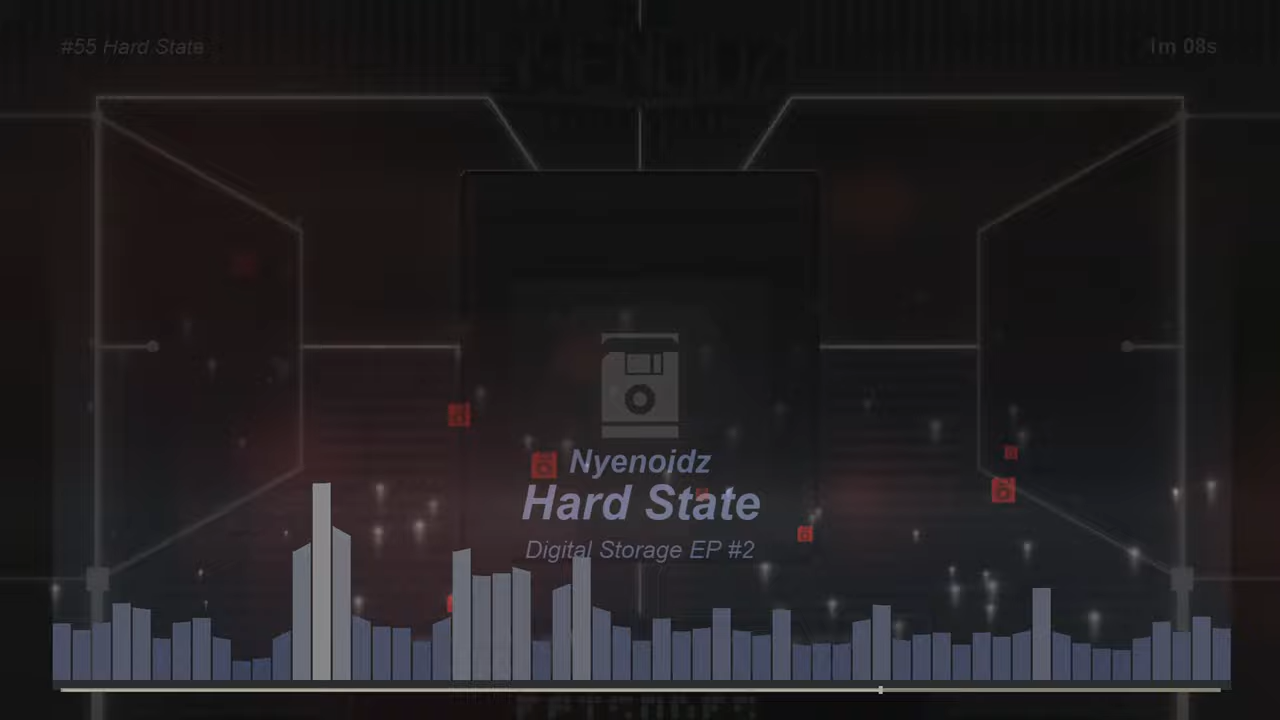 #55 Hard State
1m 08s
Nyenoidz
Hard State
Digital Storage EP #2